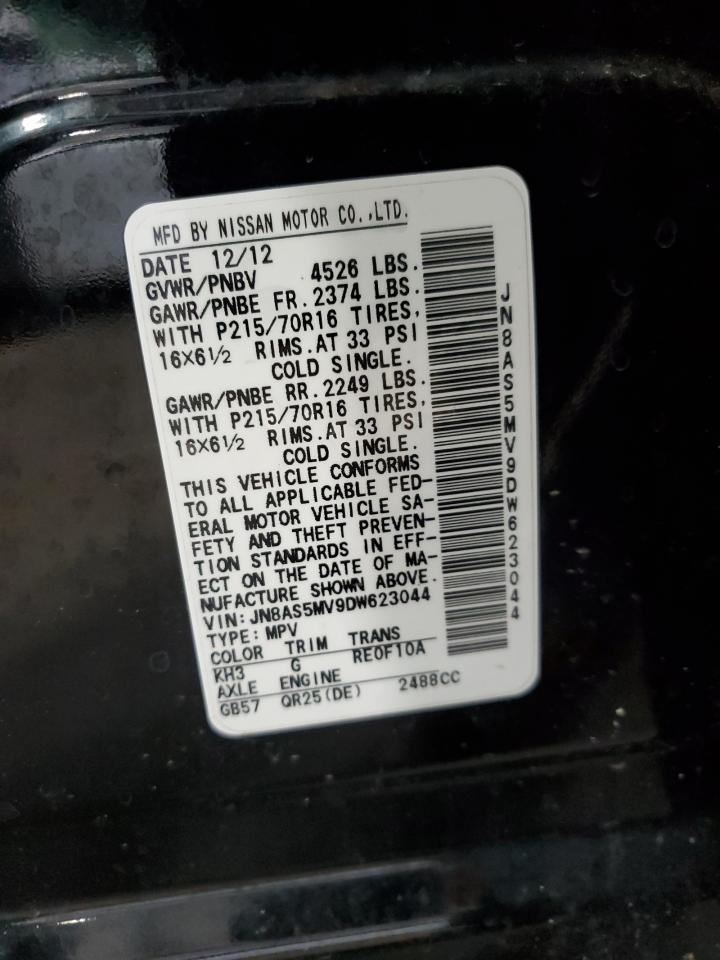 MFD BY NISSAN MOTOR CO.,LTD.
DATE 12/12
GVWR/PNBV 4526 LBS.
GAWR/PNBE FR. 2374 LBS.
WITH P215/70R16 TIRES,
16X6½ RIMS.AT 33 PSI
COLD SINGLE.
GAWR/PNBE RR. 2249 LBS.
WITH P215/70R16 TIRES,
16X6½ RIMS.AT 33 PSI
COLD SINGLE.
THIS VEHICLE CONFORMS
TO ALL APPLICABLE FED-
ERAL MOTOR VEHICLE SA-
FETY AND THEFT PREVEN-
TION STANDARDS IN EFF-
ECT ON THE DATE OF MA-
NUFACTURE SHOWN ABOVE.
VIN:JN8AS5MV9DW623044
TYPE:MPV
COLOR TRIM TRANS
KH3 G RE0F10A
AXLE ENGINE
GB57 QR25(DE) 2488CC
JN8AS5MV9DW623044